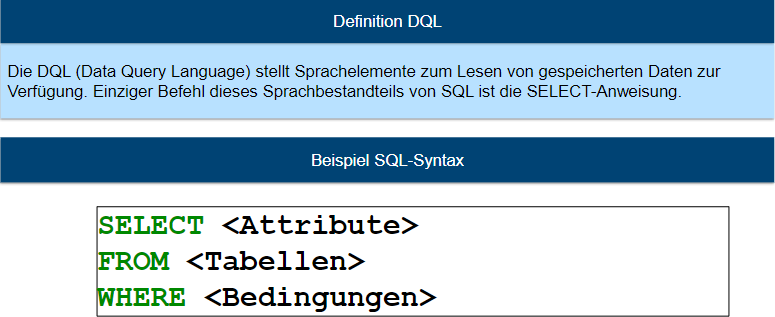 Definition DQL
Die DQL (Data Query Language) stellt Sprachelemente zum Lesen von gespeicherten Daten zur
Verfügung. Einziger Befehl dieses Sprachbestandteils von SQL ist die SELECT-Anweisung.
Beispiel SQL-Syntax
SELECT <Attribute>
FROM <Tabellen>
WHERE <Bedingungen>